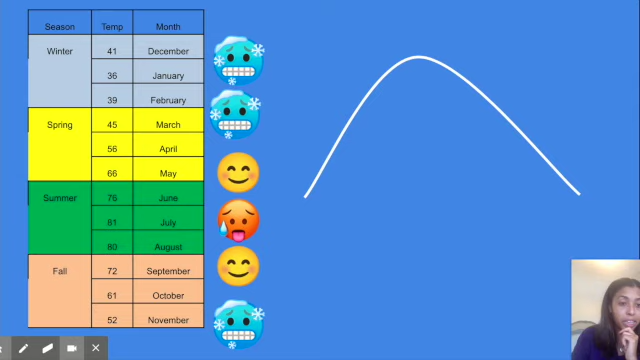 Season Temp Month
Winter 41 December
36 January
39 February
Spring 45 March
56 April
66 May
Summer 76 June
81 July
80 August
Fall 72 September
61 October
52 November